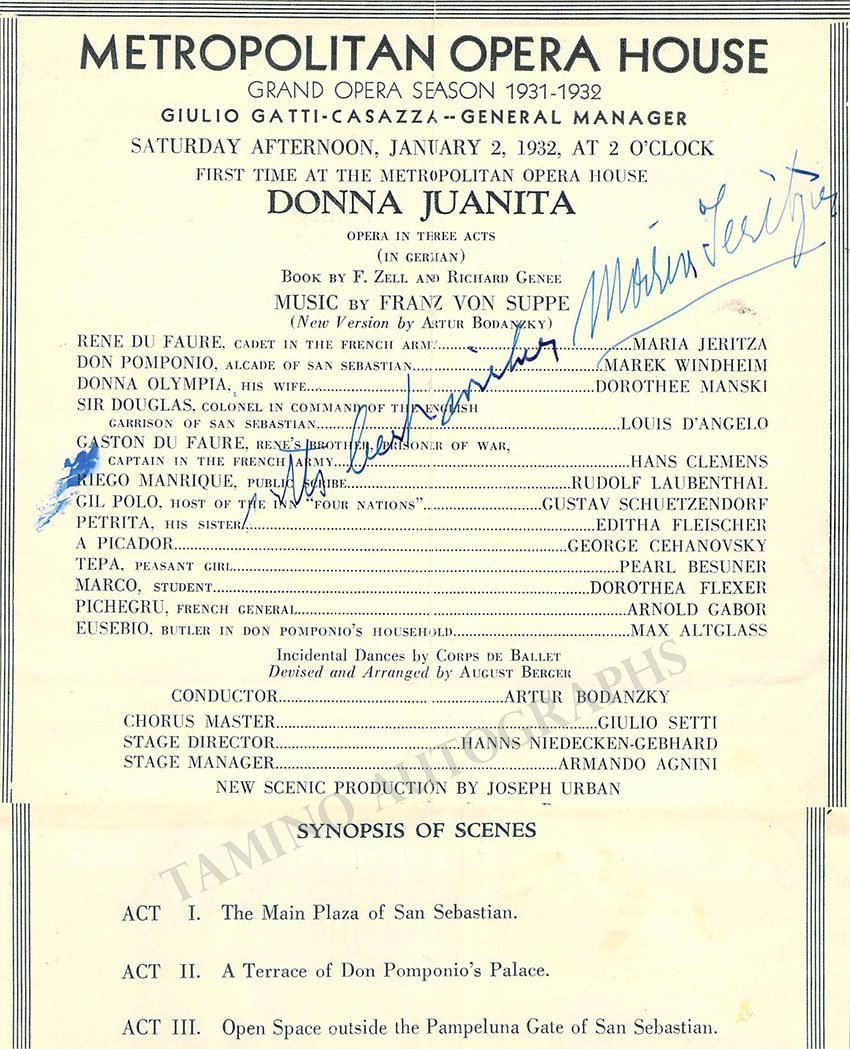 METROPOLITAN OPERA HOUSE
GRAND OPERA SEASON 1931-1932
GIULIO GATTI-CASAZZA--GENERAL MANAGER
SATURDAY AFTERNOON, JANUARY 2, 1932, AT 2 O'CLOCK
FIRST TIME AT THE METROPOLITAN OPERA HOUSE
DONNA JUANITA
OPERA IN THREE ACTS
(IN GERMAN)
BOOK BY F. ZELL AND RICHARD GENEE
MUSIC BY FRANZ VON SUPPE
(New Version by ARTUR BODANZKY)
Maria Jeritza
RENE DU FAURE, CADET IN THE FRENCH ARMY.....MARIA JERITZA
DON POMPONIO, ALCADE OF SAN SEBASTIAN.....MAREK WINDHEIM
DONNA OLYMPIA, HIS WIFE.....DOROTHEE MANSKI
SIR DOUGLAS, COLONEL IN COMMAND OF THE ENGLISH
GARRISON OF SAN SEBASTIAN.....LOUIS D'ANGELO
GASTON DU FAURE, RENE'S BROTHER, PRISONER OF WAR,
CAPTAIN IN THE FRENCH ARMY.....HANS CLEMENS
RIEGO MANRIQUE, PUBLIC SCRIBE.....RUDOLF LAUBENTHAL
GIL POLO, HOST OF THE INN "FOUR NATIONS".....GUSTAV SCHUETZENDORF
PETRITA, HIS SISTER.....EDITHA FLEISCHER
A PICADOR.....GEORGE CEHANOVSKY
TEPA, PEASANT GIRL.....PEARL BESUNER
MARCO, STUDENT.....DOROTHEA FLEXER
PICHEGRU, FRENCH GENERAL.....ARNOLD GABOR
EUSEBIO, BUTLER IN DON POMPONIO'S HOUSEHOLD.....MAX ALTGLASS
Incidental Dances by CORPS DE BALLET
Devised and Arranged by AUGUST BERGER
CONDUCTOR.....ARTUR BODANZKY
CHORUS MASTER.....GIULIO SETTI
STAGE DIRECTOR.....HANNS NIEDECKEN-GEBHARD
STAGE MANAGER.....ARMANDO AGNINI
NEW SCENIC PRODUCTION BY JOSEPH URBAN
TAMINO AUTOGRAPHS
SYNOPSIS OF SCENES
ACT I. The Main Plaza of San Sebastian.
ACT II. A Terrace of Don Pomponio's Palace.
ACT III. Open Space outside the Pampeluna Gate of San Sebastian.